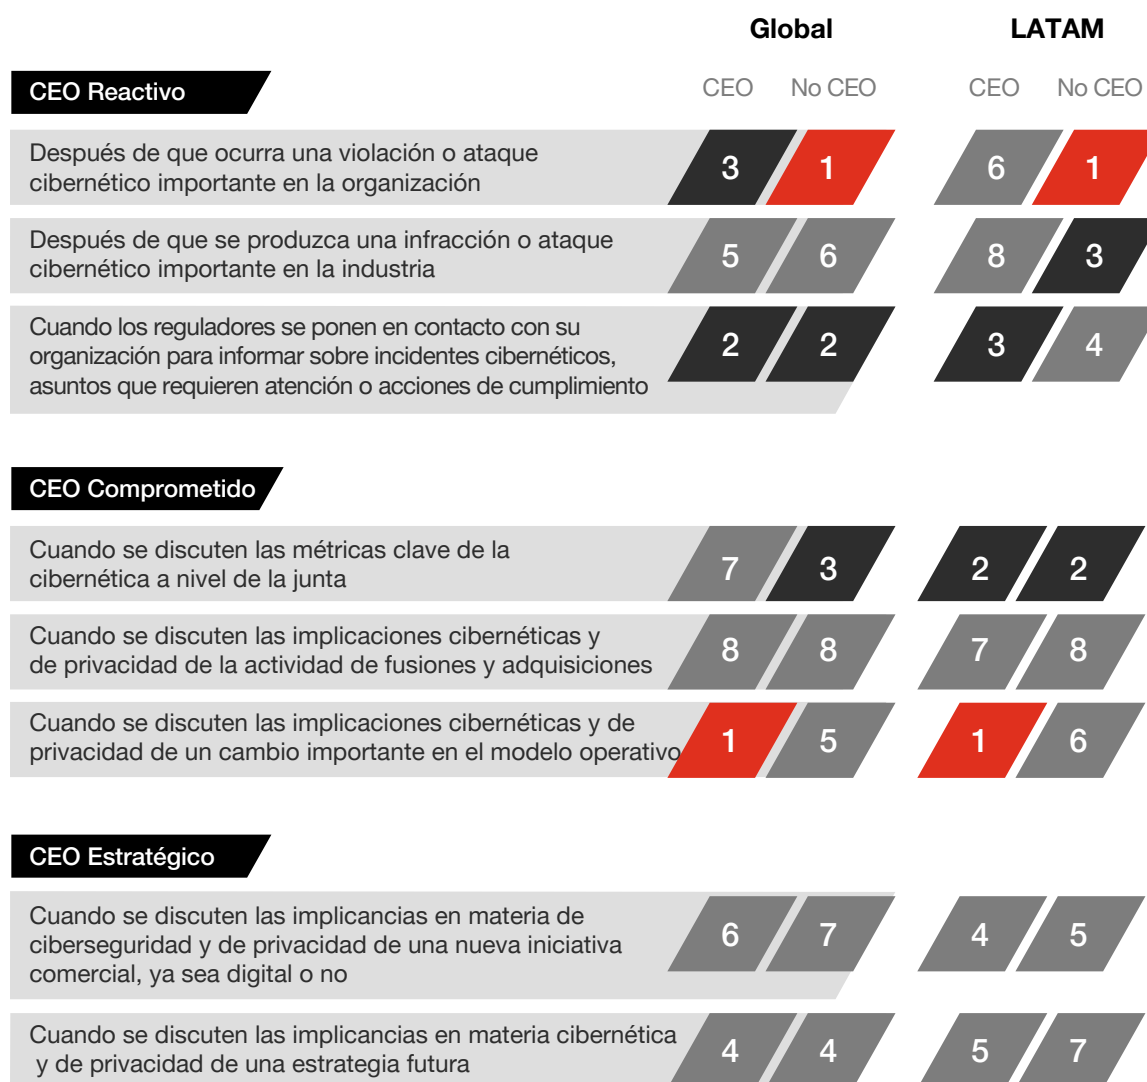 Global LATAM
CEO Reactivo CEO No CEO CEO No CEO
Después de que ocurra una violación o ataque
cibernético importante en la organización
3 1 6 1
Después de que se produzca una infracción o ataque
cibernético importante en la industria
5 6 8 3
Cuando los reguladores se ponen en contacto con su
organización para informar sobre incidentes cibernéticos,
asuntos que requieren atención o acciones de cumplimiento
2 2 3 4
CEO Comprometido
Cuando se discuten las métricas clave de la
cibernética a nivel de la junta
7 3 2 2
Cuando se discuten las implicaciones cibernéticas y
de privacidad de la actividad de fusiones y adquisiciones
8 8 7 8
Cuando se discuten las implicaciones cibernéticas y de
privacidad de un cambio importante en el modelo operativo
1 5 1 6
CEO Estratégico
Cuando se discuten las implicancias en materia de
ciberseguridad y de privacidad de una nueva iniciativa
comercial, ya sea digital o no
6 7 4 5
Cuando se discuten las implicancias en materia cibernética
y de privacidad de una estrategia futura
4 4 5 7